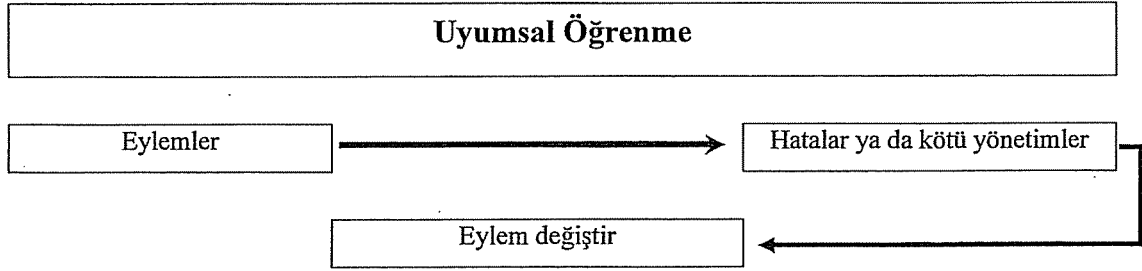 Uyumsal Öğrenme
Eylemler
Hatalar ya da kötü yönetimler
Eylem değiştir